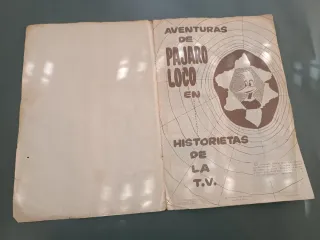 AVENTURAS
DE
PAJARO
LOCO
EN
HISTORIETAS
DE
LA
T.V.